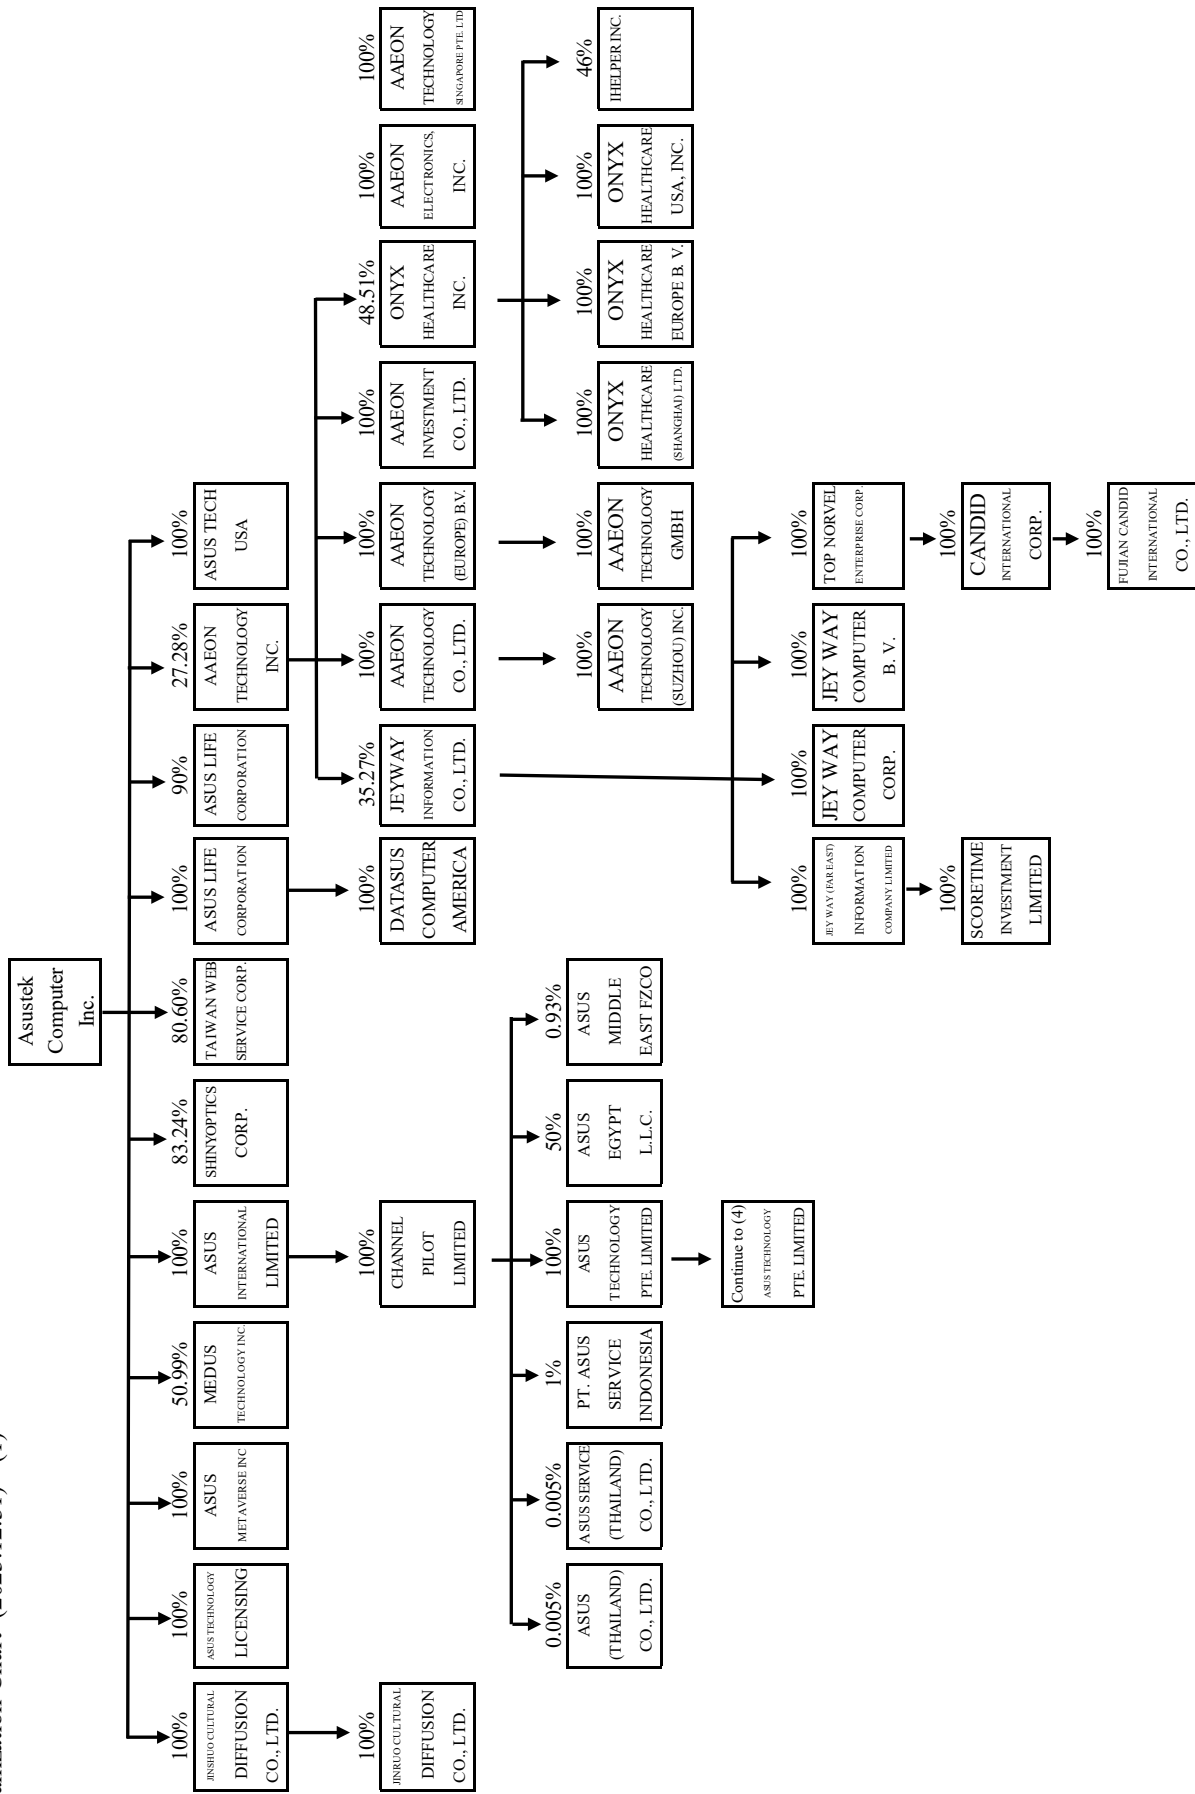 Asustek
Computer
Inc.
100%
JINSHUO CULTURAL
DIFFUSION
CO., LTD.
100%
ASUS TECHNOLOGY
LICENSING
100%
ASUS
METAVERSE INC
50.99%
MEDUS
TECHNOLOGY INC.
100%
ASUS
INTERNATIONAL
LIMITED
83.24%
SHINYOPTICS
CORP.
80.60%
TAIWAN WEB
SERVICE CORP.
100%
ASUS LIFE
CORPORATION
90%
ASUS LIFE
CORPORATION
27.28%
AAEON
TECHNOLOGY
INC.
100%
ASUS TECH
USA
100%
JINRUO CULTURAL
DIFFUSION
CO., LTD.
100%
CHANNEL
PILOT
LIMITED
100%
DATASUS
COMPUTER
AMERICA
35.27%
JEYWAY
INFORMATION
CO., LTD.
100%
AAEON
TECHNOLOGY
CO., LTD.
100%
AAEON
TECHNOLOGY
(EUROPE) B.V.
100%
AAEON
INVESTMENT
CO., LTD.
48.51%
ONYX
HEALTHCARE
INC.
100%
AAEON
ELECTRONICS,
INC.
100%
AAEON
TECHNOLOGY
SINGAPORE PTE. LTD
0.005%
ASUS
(THAILAND)
CO., LTD.
0.005%
ASUS SERVICE
(THAILAND)
CO., LTD.
1%
PT. ASUS
SERVICE
INDONESIA
100%
ASUS
TECHNOLOGY
PTE. LIMITED
50%
ASUS
EGYPT
L.L.C.
0.93%
ASUS
MIDDLE
EAST FZCO
100%
AAEON
TECHNOLOGY
(SUZHOU) INC.
100%
AAEON
TECHNOLOGY
GMBH
100%
ONYX
HEALTHCARE
(SHANGHAI) LTD.
100%
ONYX
HEALTHCARE
EUROPE B. V.
100%
ONYX
HEALTHCARE
USA, INC.
46%
IHELPER INC.
Continue to (4)
ASUS TECHNOLOGY
PTE. LIMITED
100%
JEY WAY (FAR EAST)
INFORMATION
COMPANY LIMITED
100%
JEY WAY
COMPUTER
CORP.
100%
JEY WAY
COMPUTER
B. V.
100%
TOP NORVEL
ENTERPRISE CORP.
100%
SCORETIME
INVESTMENT
LIMITED
100%
CANDID
INTERNATIONAL
CORP.
100%
FUJIAN CANDID
INTERNATIONAL
CO., LTD.